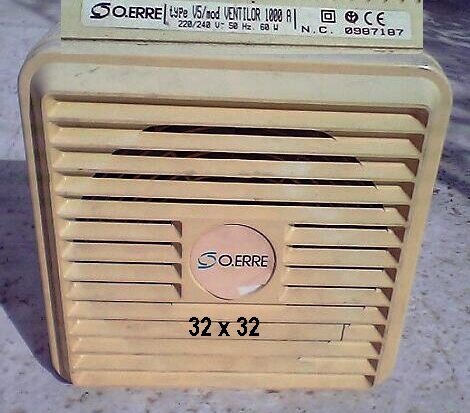 O.ERRE type V5/mod VENTILOR 1000 A
220/240 V~ 50 Hz. 60 W
CE
N.C. 0987187
O.ERRE
32 x 32